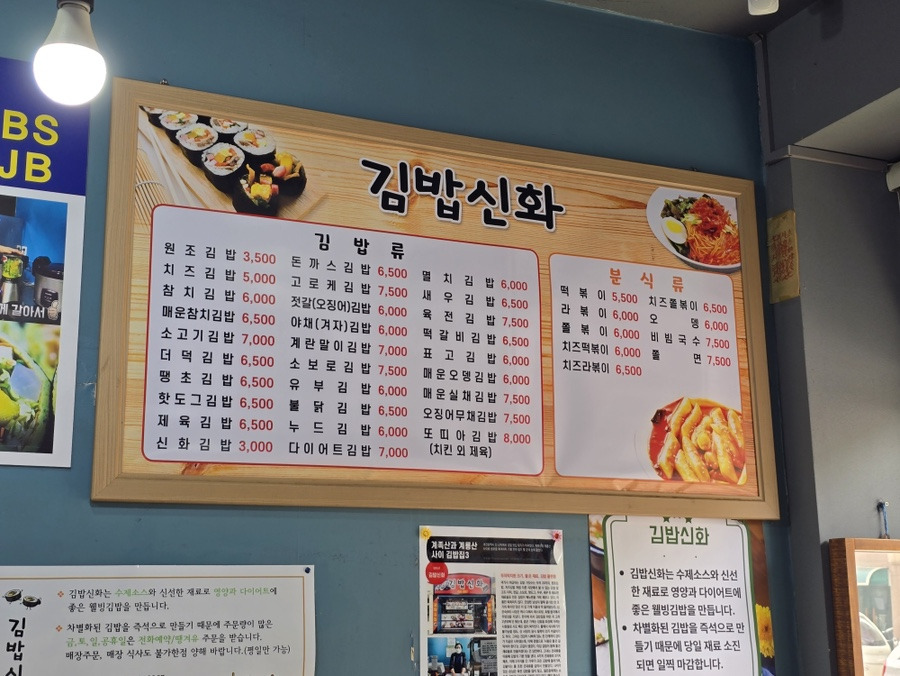 BS
JB
께 갈아서
김밥신화
김 밥 류
원조김밥 3,500
치즈김밥 5,000
참치김밥 6,000
매운참치김밥 6,500
소고기김밥 7,000
더덕김밥 6,500
땡초김밥 6,500
핫도그김밥 6,500
제육김밥 6,500
신화김밥 3,000
돈까스김밥 6,500
고로케김밥 7,500
젓갈(오징어)김밥 6,000
야채(겨자)김밥 6,000
계란말이김밥 7,000
소보로김밥 7,500
유부김밥 6,000
불닭김밥 6,500
누드김밥 6,000
다이어트김밥 7,000
멸치김밥 6,000
새우김밥 6,500
육전김밥 7,500
떡갈비김밥 6,500
표고김밥 6,000
매운오뎅김밥 6,000
매운실채김밥 7,500
오징어무채김밥 7,500
또띠아김밥 8,000
(치킨 외 제육)
분 식 류
떡볶이 5,500
라볶이 6,000
쫄볶이 6,000
치즈떡볶이 6,000
치즈라볶이 6,500
치즈쫄볶이 6,500
오뎅 6,000
비빔국수 7,500
쫄면 7,500
김밥신
김밥신화는 수제소스와 신선한 재료로 영양과 다이어트에
좋은 웰빙김밥을 만듭니다.
차별화된 김밥을 즉석으로 만들기 때문에 주문량이 많은
금,토,일,공휴일은 전화예약/땡겨요 주문을 받습니다.
매장주문, 매장 식사도 불가한점 양해 바랍니다.(평일만 가능)
계족산과 계룡산
사이 김밥집3
김밥신화
김밥신화
김밥신화는 수제소스와 신선
한 재료로 영양과 다이어트에
좋은 웰빙김밥을 만듭니다.
차별화된 김밥을 즉석으로 만
들기 때문에 당일 재료 소진
되면 일찍 마감합니다.